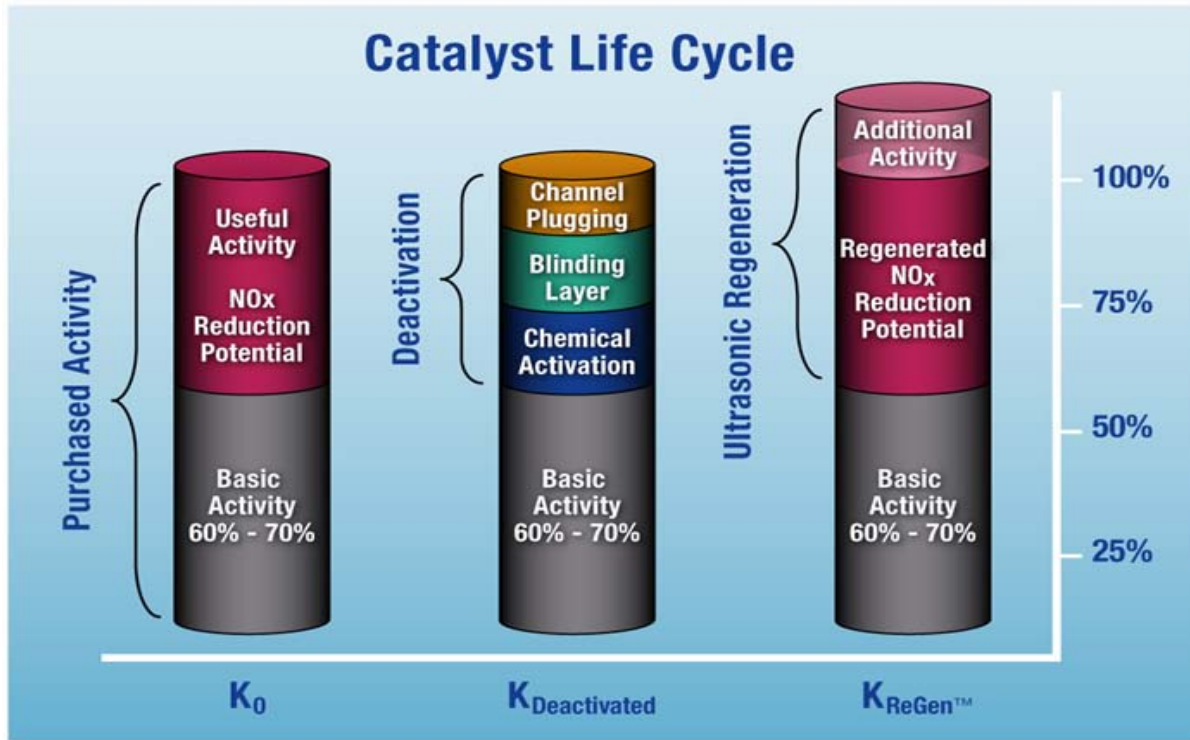 Catalyst Life Cycle
Purchased Activity
Useful
Activity
NOx
Reduction
Potential
Basic
Activity
60% - 70%
K0
Deactivation
Channel
Plugging
Blinding
Layer
Chemical
Activation
Basic
Activity
60% - 70%
KDeactivated
Ultrasonic Regeneration
Additional
Activity
Regenerated
NOx
Reduction
Potential
Basic
Activity
60% - 70%
KReGen™
100%
75%
50%
25%